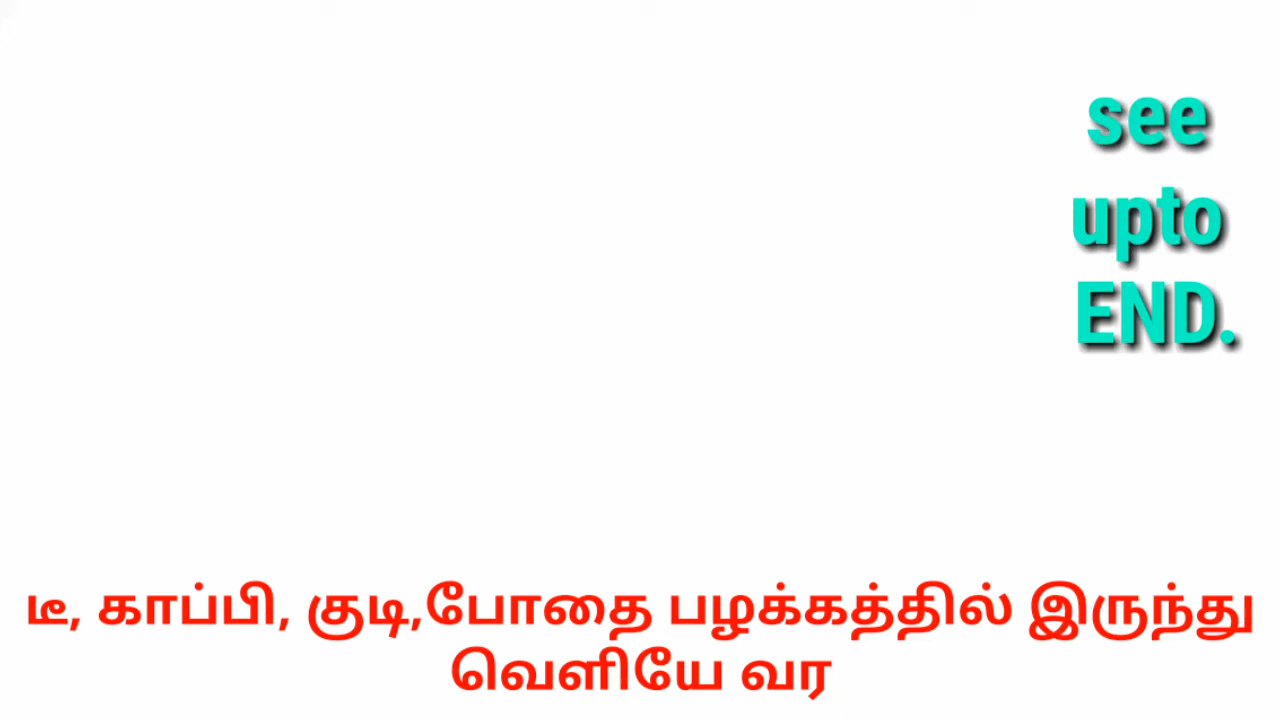 see
upto
END.
டீ, காப்பி, குடி,போதை பழக்கத்தில் இருந்து
வெளியே வர